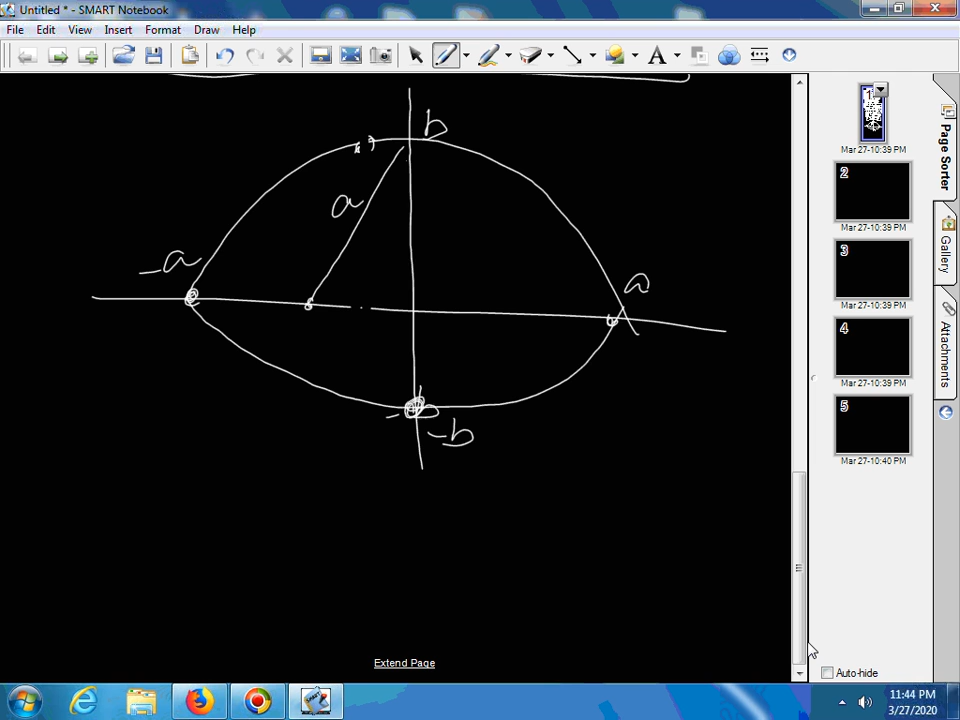 Untitled * - SMART Notebook
File Edit View Insert Format Draw Help
b
a
-a
a
-b
Extend Page
1
Mar 27-10:39 PM
2
Mar 27-10:39 PM
3
Mar 27-10:39 PM
4
Mar 27-10:39 PM
5
Mar 27-10:40 PM
Page Sorter
Gallery
Attachments
Auto-hide
11:44 PM
3/27/2020